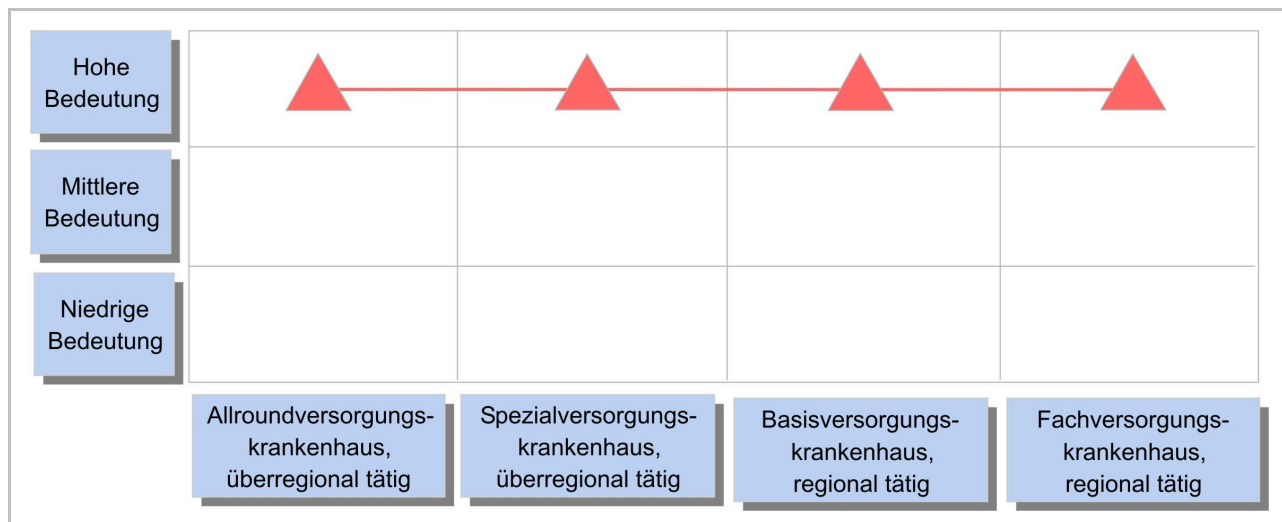 Hohe
Bedeutung
Mittlere
Bedeutung
Niedrige
Bedeutung
Allroundversorgungs-
krankenhaus,
überregional tätig
Spezialversorgungs-
krankenhaus,
überregional tätig
Basisversorgungs-
krankenhaus,
regional tätig
Fachversorgungs-
krankenhaus,
regional tätig